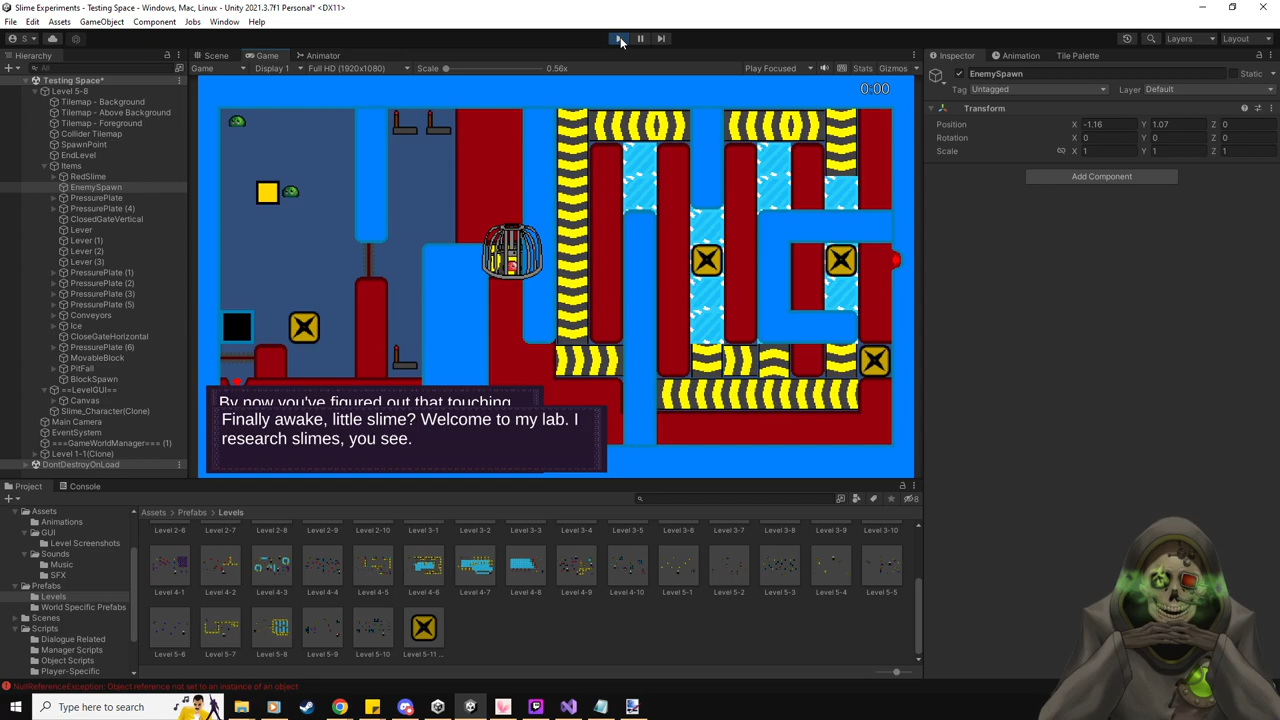 Slime Experiments - Testing Space - Windows, Mac, Linux - Unity 2021.3.7f1 Personal* <DX11>
File Edit Assets GameObject Component Jobs Window Help
S Layers Layout
Hierarchy
All
Testing Space*
Level 5-8
Tilemap - Background
Tilemap - Above Background
Tilemap - Foreground
Collider Tilemap
SpawnPoint
EndLevel
Items
RedSlime
EnemySpawn
PressurePlate
PressurePlate (4)
ClosedGateVertical
Lever
Lever (1)
Lever (2)
Lever (3)
PressurePlate (1)
PressurePlate (2)
PressurePlate (3)
PressurePlate (5)
Conveyors
Ice
CloseGateHorizontal
PressurePlate (6)
MovableBlock
PitFall
BlockSpawn
==LevelGUI==
Canvas
Slime_Character(Clone)
Main Camera
EventSystem
===GameWorldManager=== (1)
Level 1-1(Clone)
DontDestroyOnLoad
Scene Game Animator
Game Display 1 Full HD (1920x1080) Scale 0.56x Play Focused Stats Gizmos
0:00
By now you've figured out that touching
Finally awake, little slime? Welcome to my lab. I
research slimes, you see.
Inspector Animation Tile Palette
EnemySpawn Static
Tag Untagged Layer Default
Transform
Position X -1.16 Y 1.07 Z 0
Rotation X 0 Y 0 Z 0
Scale X 1 Y 1 Z 1
Add Component
Project Console
8
Assets
Animations
GUI
Level Screenshots
Sounds
Music
SFX
Prefabs
Levels
World Specific Prefabs
Scenes
Scripts
Dialogue Related
Manager Scripts
Object Scripts
Player-Specific
Assets > Prefabs > Levels
Level 2-6 Level 2-7 Level 2-8 Level 2-9 Level 2-10 Level 3-1 Level 3-2 Level 3-3 Level 3-4 Level 3-5 Level 3-6 Level 3-7 Level 3-8 Level 3-9 Level 3-10
Level 4-1 Level 4-2 Level 4-3 Level 4-4 Level 4-5 Level 4-6 Level 4-7 Level 4-8 Level 4-9 Level 4-10 Level 5-1 Level 5-2 Level 5-3 Level 5-4 Level 5-5
Level 5-6 Level 5-7 Level 5-8 Level 5-9 Level 5-10 Level 5-11 ...
NullReferenceException: Object reference not set to an instance of an object
Type here to search